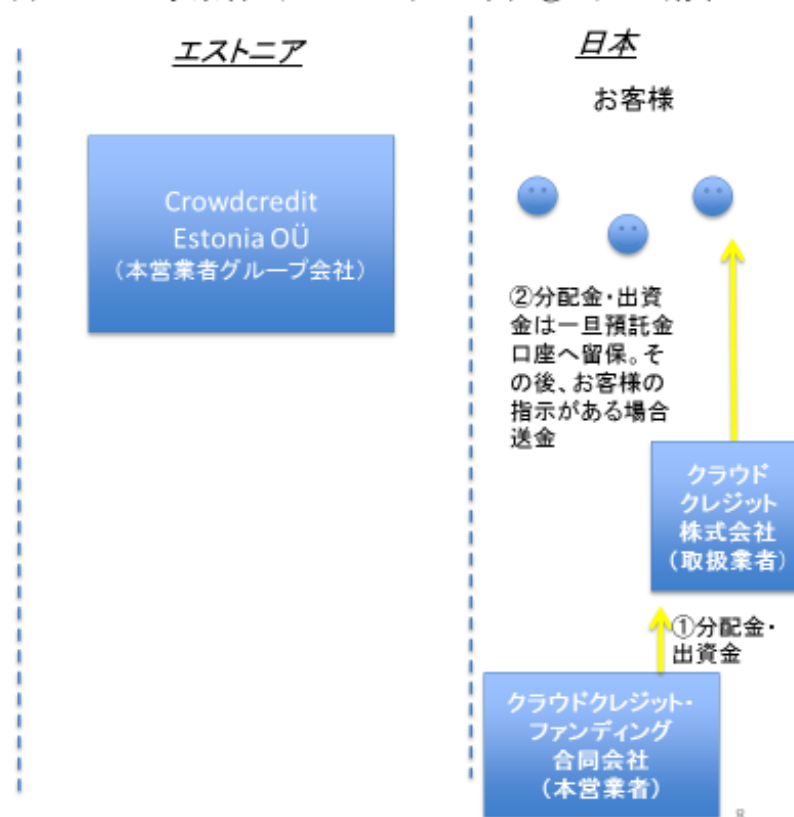 エストニア
日本
お客様
Crowdcredit
Estonia OÜ
（本営業者グループ会社）
②分配金・出資
金は一旦預託金
口座へ留保。そ
の後、お客様の
指示がある場合
送金
クラウド
クレジット
株式会社
（取扱業者）
①分配金・
出資金
クラウドクレジット・
ファンディング
合同会社
（本営業者）
8